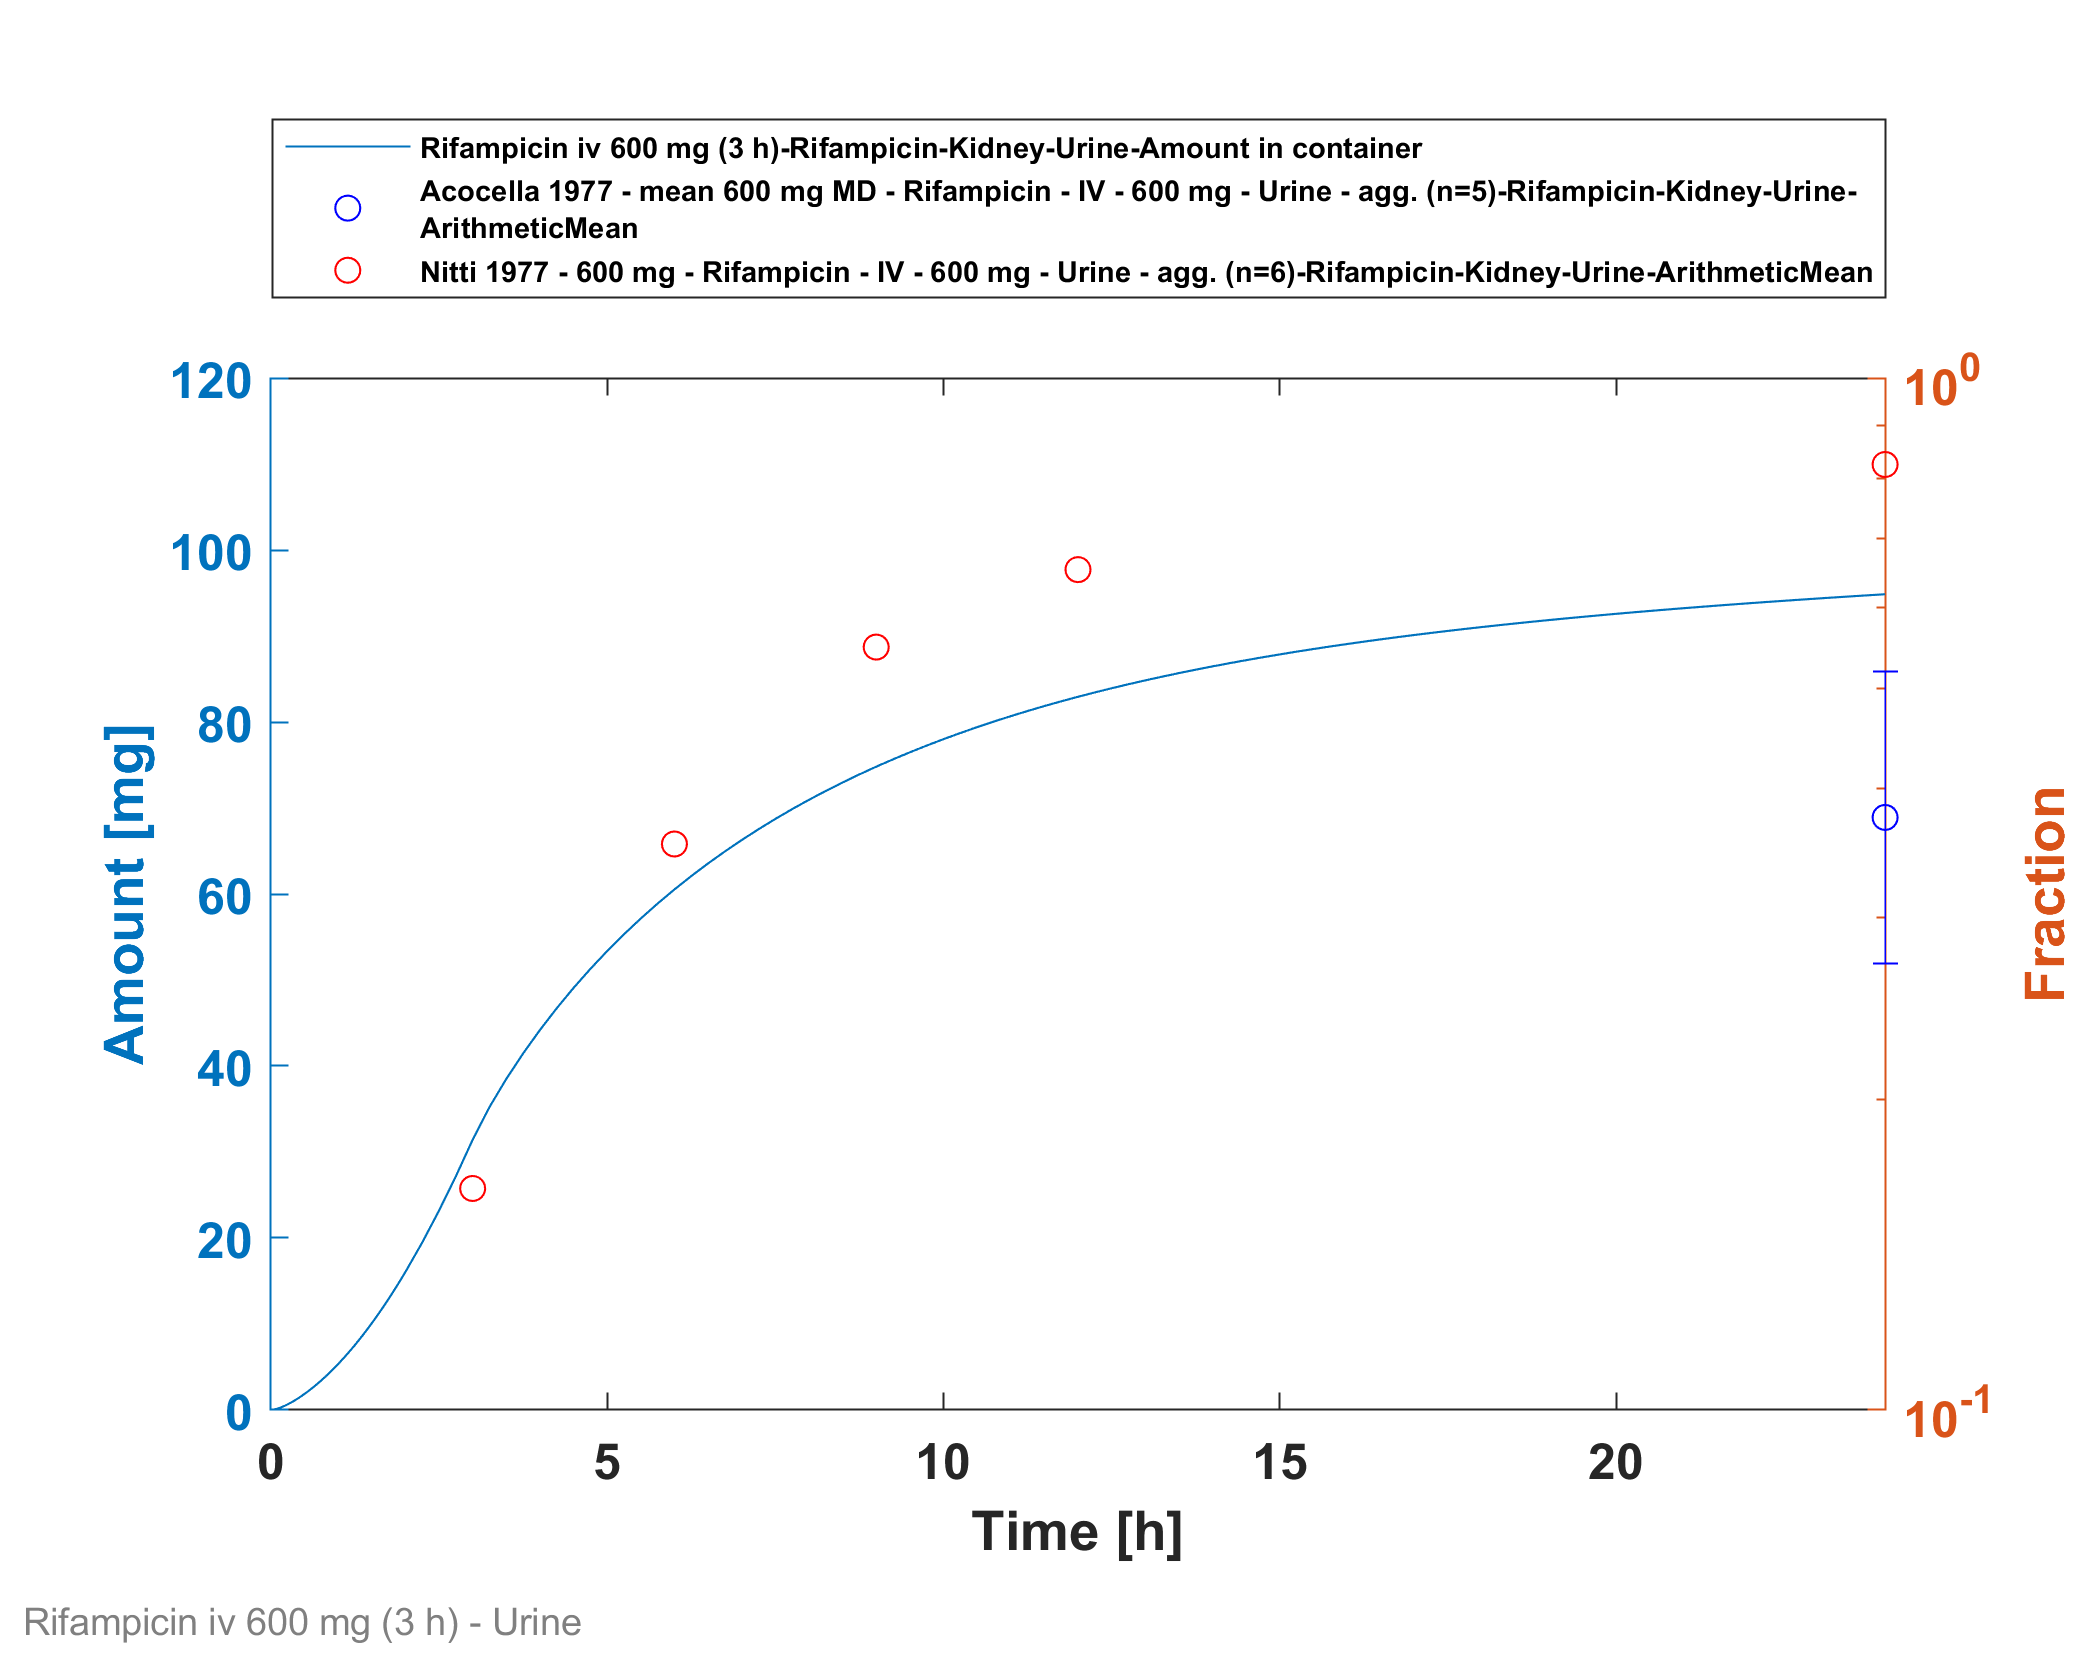 Rifampicin iv 600 mg (3 h)-Rifampicin-Kidney-Urine-Amount in container
Acocella 1977 - mean 600 mg MD - Rifampicin - IV - 600 mg - Urine - agg. (n=5)-Rifampicin-Kidney-Urine-
ArithmeticMean
Nitti 1977 - 600 mg - Rifampicin - IV - 600 mg - Urine - agg. (n=6)-Rifampicin-Kidney-Urine-ArithmeticMean
120
100
80
60
40
20
0
Amount [mg]
10^0
10^-1
Fraction
0 5 10 15 20
Time [h]
Rifampicin iv 600 mg (3 h) - Urine